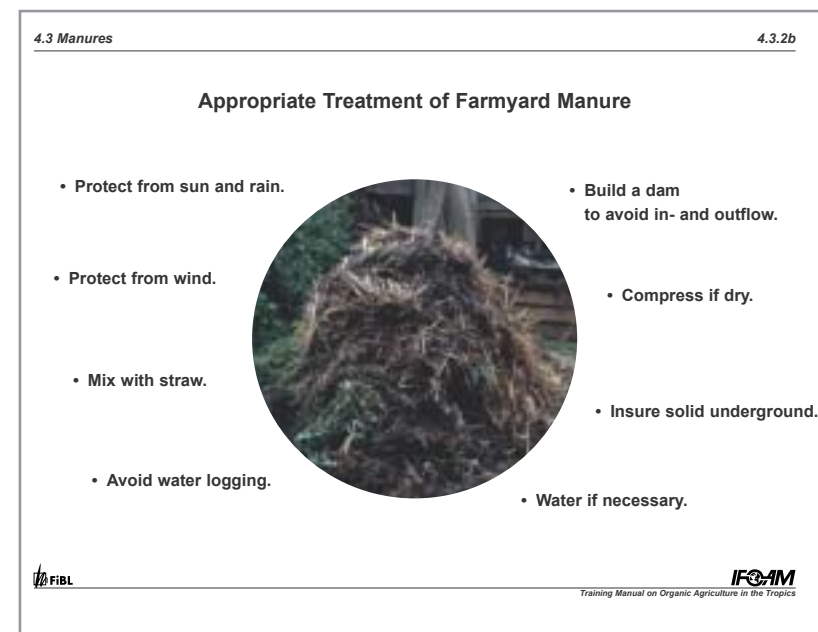 4.3 Manures
4.3.2b
Appropriate Treatment of Farmyard Manure
• Protect from sun and rain.
• Build a dam
to avoid in- and outflow.
• Protect from wind.
• Compress if dry.
• Mix with straw.
• Insure solid underground.
• Avoid water logging.
• Water if necessary.
FiBL
IFOAM
Training Manual on Organic Agriculture in the Tropics